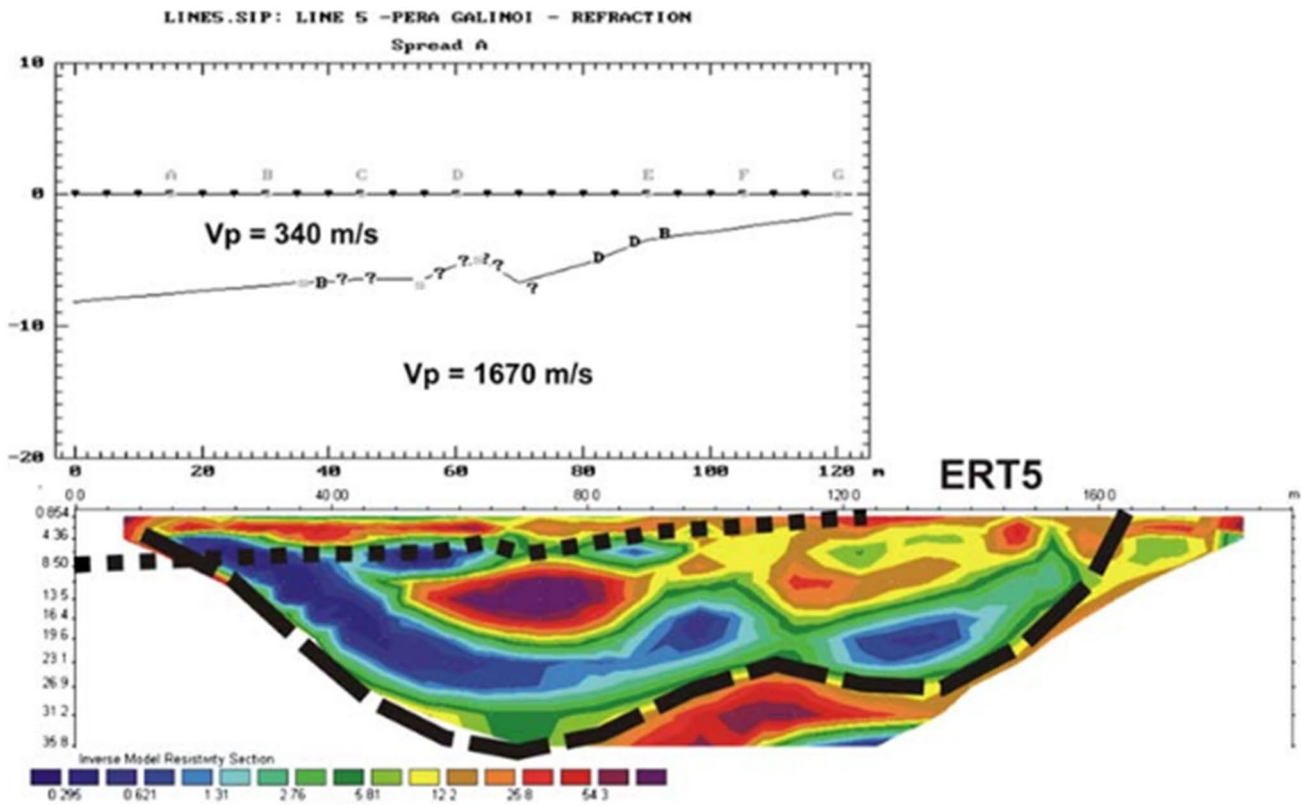 LINE5.SIP: LINE 5 -PERA GALINOI - REFRACTION
Spread A
10
A B C D E F G
0
Vp = 340 m/s
? ? D B
D
B ? ? ? ?
?
-10
Vp = 1670 m/s
-20
0 20 40 60 80 100 120 m
ERT5
0.0 40.00 80.0 120.0 160.0 m
0.854
4.36
8.50
13.5
16.4
19.6
23.1
26.9
31.2
35.8
Inverse Model Resistivity Section
0.295 0.621 1.31 2.76 5.81 12.2 25.8 54.3